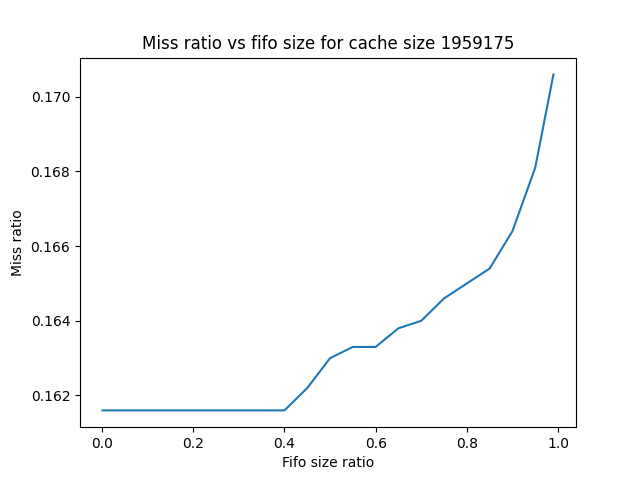 Miss ratio vs fifo size for cache size 1959175
0.170
0.168
0.166
0.164
0.162
Miss ratio
0.0 0.2 0.4 0.6 0.8 1.0
Fifo size ratio